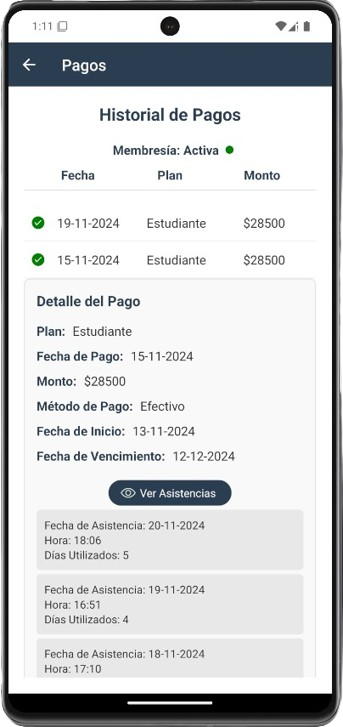 1:11
Pagos
Historial de Pagos
Membresía: Activa
Fecha Plan Monto
19-11-2024 Estudiante $28500
15-11-2024 Estudiante $28500
Detalle del Pago
Plan: Estudiante
Fecha de Pago: 15-11-2024
Monto: $28500
Método de Pago: Efectivo
Fecha de Inicio: 13-11-2024
Fecha de Vencimiento: 12-12-2024
Ver Asistencias
Fecha de Asistencia: 20-11-2024
Hora: 18:06
Días Utilizados: 5
Fecha de Asistencia: 19-11-2024
Hora: 16:51
Días Utilizados: 4
Fecha de Asistencia: 18-11-2024
Hora: 17:10